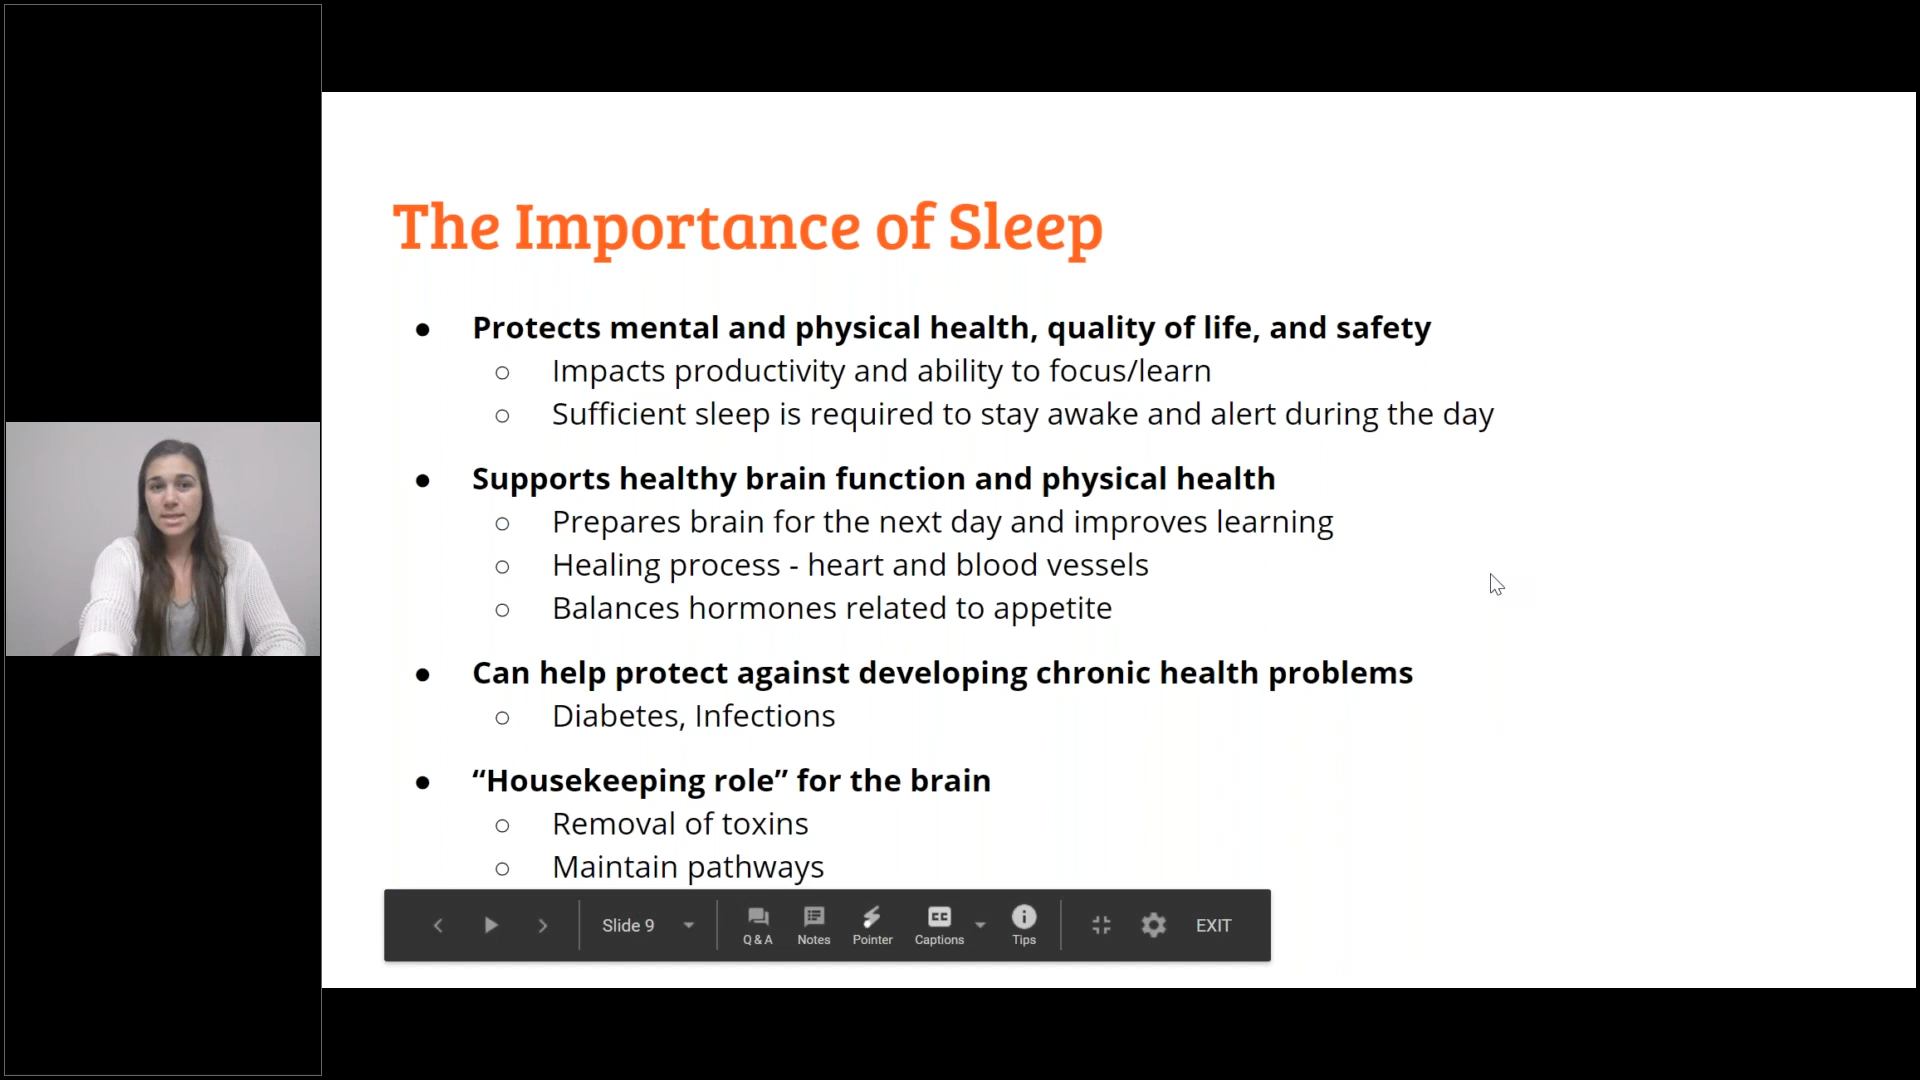 The Importance of Sleep
● Protects mental and physical health, quality of life, and safety
○ Impacts productivity and ability to focus/learn
○ Sufficient sleep is required to stay awake and alert during the day
● Supports healthy brain function and physical health
○ Prepares brain for the next day and improves learning
○ Healing process - heart and blood vessels
○ Balances hormones related to appetite
● Can help protect against developing chronic health problems
○ Diabetes, Infections
● “Housekeeping role” for the brain
○ Removal of toxins
○ Maintain pathways
Slide 9 Q & A Notes Pointer CC Captions Tips EXIT